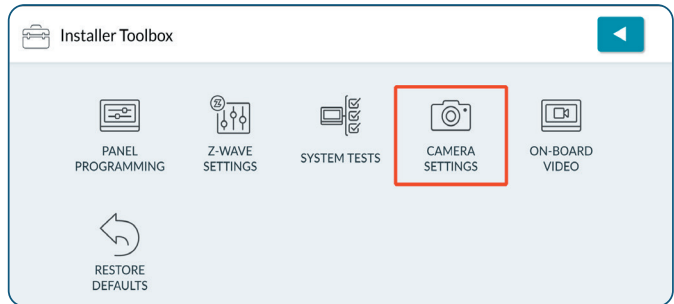 Installer Toolbox
PANEL
PROGRAMMING
Z-WAVE
SETTINGS
SYSTEM TESTS
CAMERA
SETTINGS
ON-BOARD
VIDEO
RESTORE
DEFAULTS